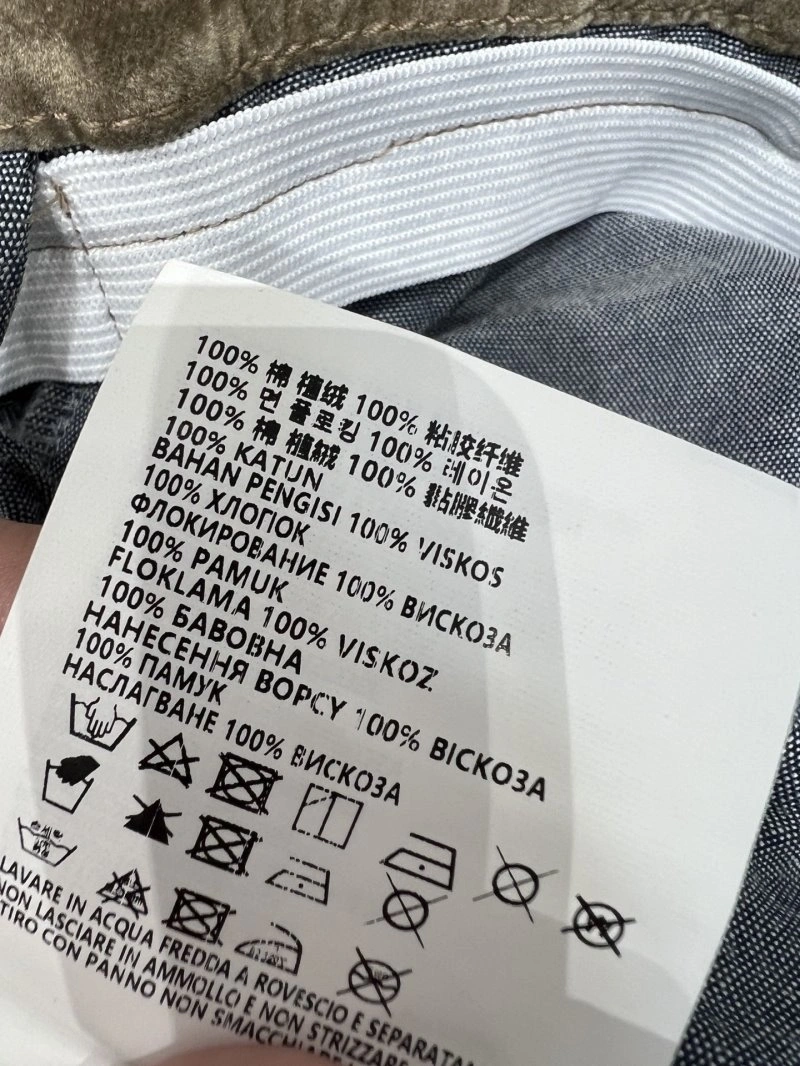 100% 棉 植绒 100% 粘胶纤维
100% 면 플로킹 100% 레이온
100% 棉 植絨 100% 黏膠纖維
100% KATUN
BAHAN PENGISI 100% VISKOS
100% ХЛОПОК
ФЛОКИРОВАНИЕ 100% ВИСКОЗА
100% PAMUK
FLOKLAMA 100% VISKOZ
100% БАВОВНА
НАНЕСЕННЯ ВОРСУ 100% ВІСКОЗА
100% ПАМУК
НАСЛАГВАНЕ 100% ВИСКОЗА
LAVARE IN ACQUA FREDDA A ROVESCIO E
NON LASCIARE IN AMMOLLO E NON STRIZZARE
TIRO CON PANNO NON